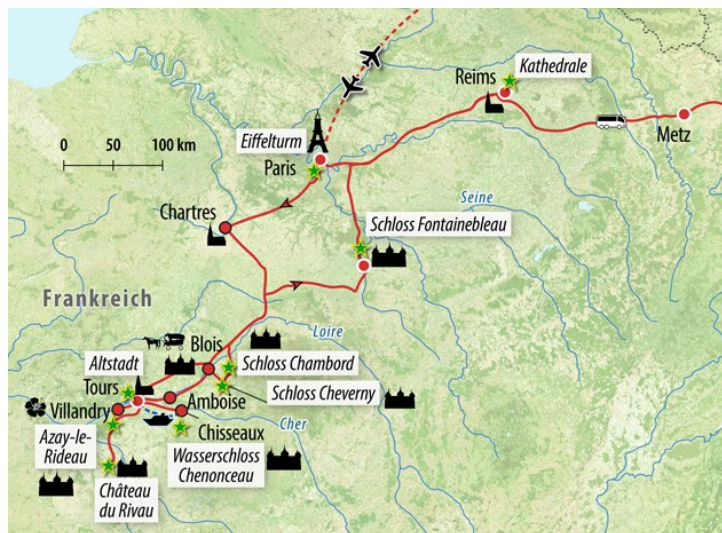 Reims
Kathedrale
Metz
0 50 100 km
Eiffelturm
Paris
Seine
Chartres
Schloss Fontainebleau
Frankreich
Loire
Blois
Altstadt
Schloss Chambord
Tours
Schloss Cheverny
Amboise
Villandry
Cher
Chisseaux
Azay-le-
Rideau
Wasserschloss
Chenonceau
Château
du Rivau